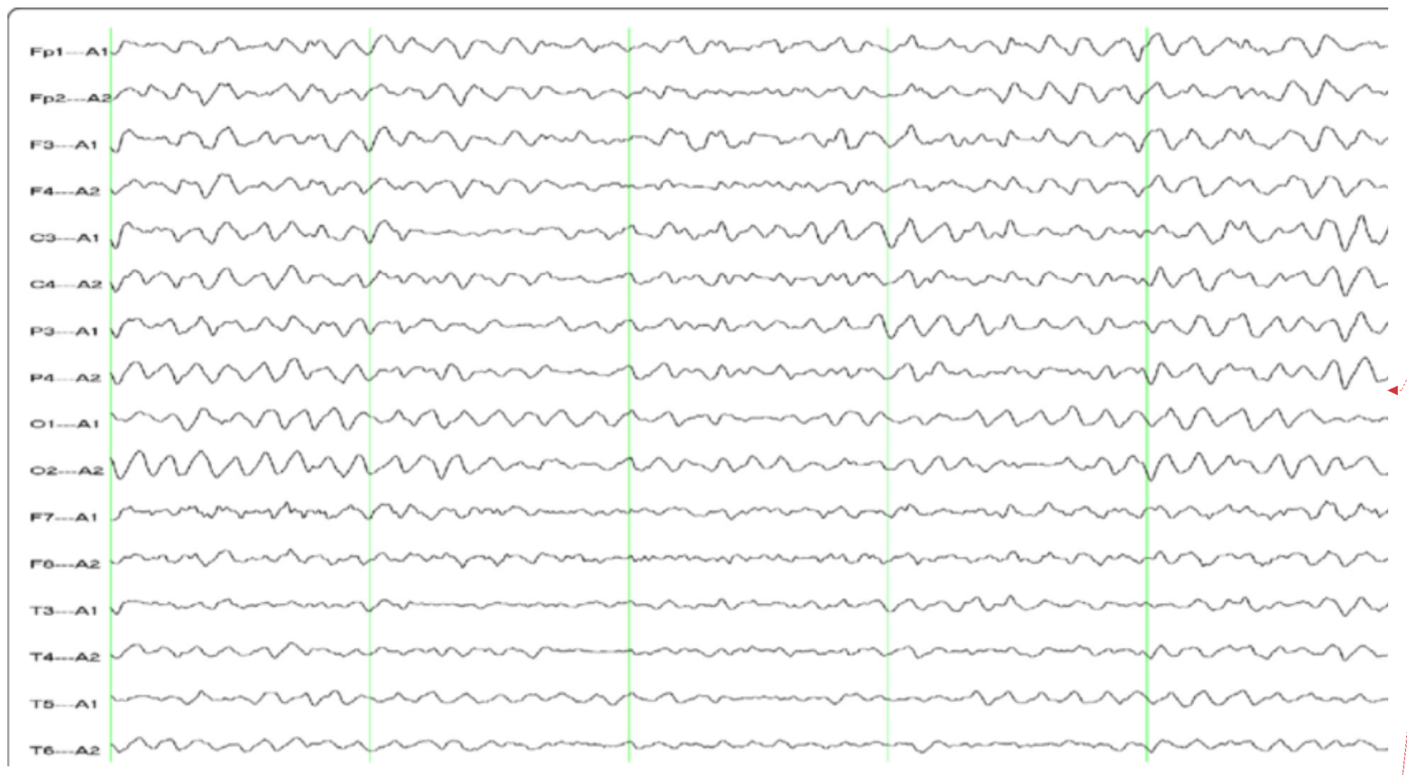 Fp1---A1
Fp2---A2
F3---A1
F4---A2
C3---A1
C4---A2
P3---A1
P4---A2
O1---A1
O2---A2
F7---A1
F8---A2
T3---A1
T4---A2
T5---A1
T6---A2